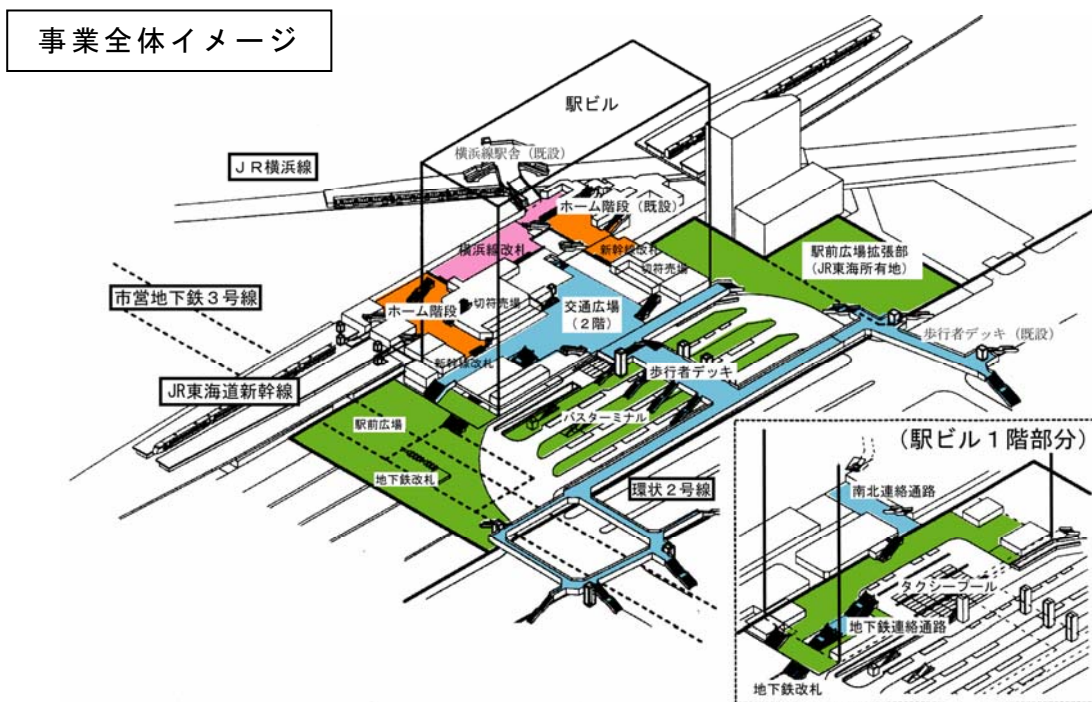 事業全体イメージ
駅ビル
横浜線駅舎（既設）
ＪＲ横浜線
ホーム階段（既設）
横浜線改札
新幹線改札
駅前広場拡張部
（JR東海所有地）
切符売場
市営地下鉄３号線
切符売場
ホーム階段
交通広場
（２階）
歩行者デッキ（既設）
新幹線改札
歩行者デッキ
JR東海道新幹線
バスターミナル
駅前広場
地下鉄改札
環状２号線
（駅ビル１階部分）
南北連絡通路
タクシープール
地下鉄連絡通路
地下鉄改札